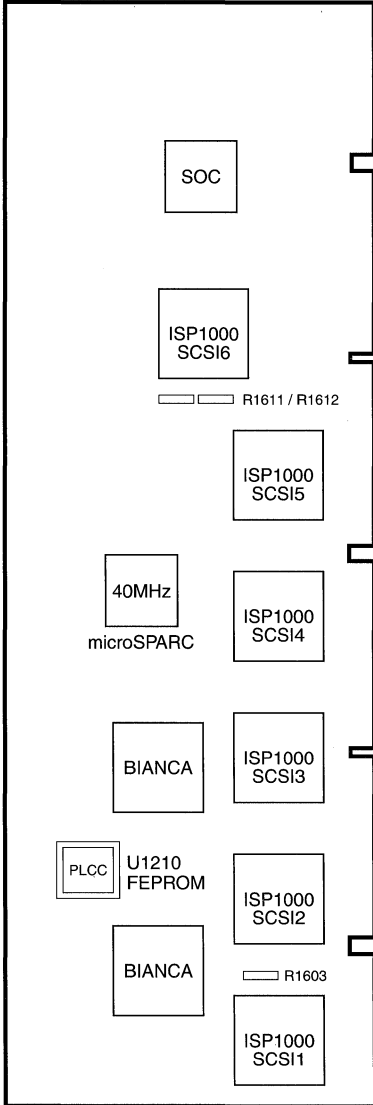 SOC
ISP1000
SCSI6
R1611 / R1612
ISP1000
SCSI5
40MHz
microSPARC
ISP1000
SCSI4
BIANCA
ISP1000
SCSI3
PLCC
U1210
FEPROM
ISP1000
SCSI2
BIANCA
R1603
ISP1000
SCSI1